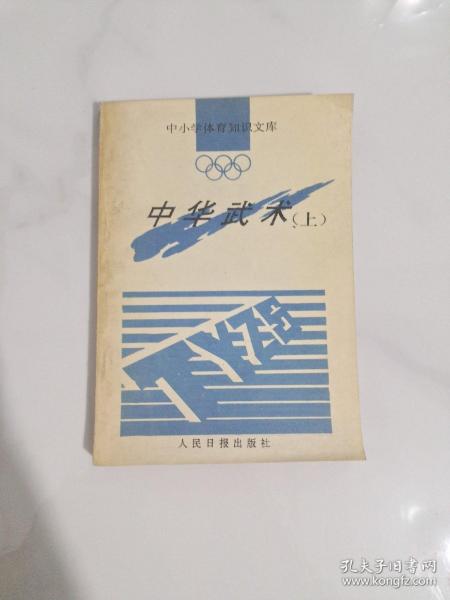 中小学体育知识文库
中华武术(上)
TYZS
人民日报出版社
孔夫子旧书网
www.kongfz.com